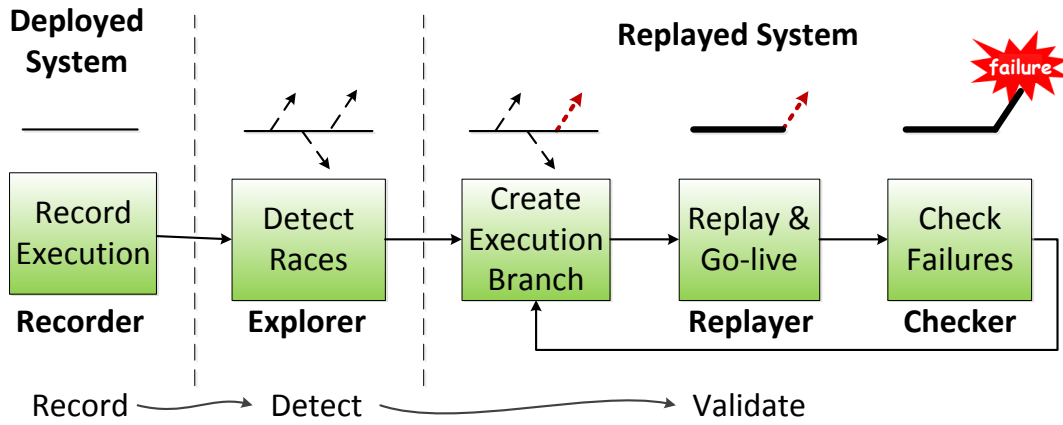 Deployed
System
Replayed System
failure
Record
Execution
Detect
Races
Create
Execution
Branch
Replay &
Go-live
Check
Failures
Recorder
Explorer
Replayer
Checker
Record
Detect
Validate